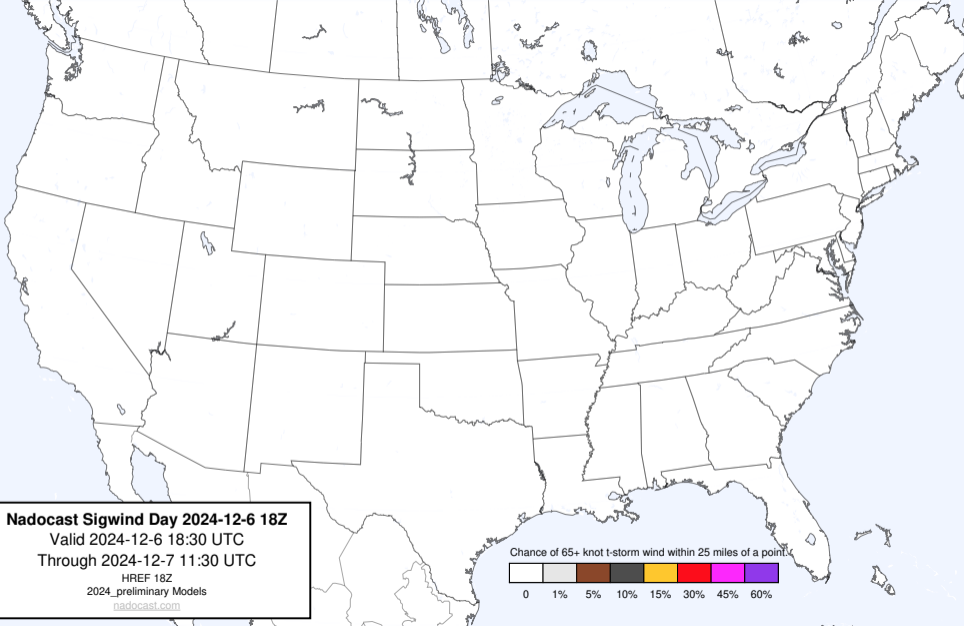 Nadocast Sigwind Day 2024-12-6 18Z
Valid 2024-12-6 18:30 UTC
Through 2024-12-7 11:30 UTC
HREF 18Z
2024_preliminary Models
nadocast.com
Chance of 65+ knot t-storm wind within 25 miles of a point.
0 1% 5% 10% 15% 30% 45% 60%